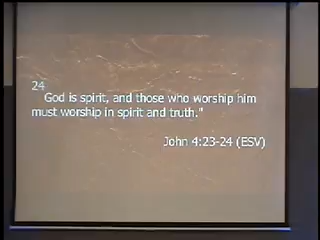 24
God is spirit, and those who worship him
must worship in spirit and truth."
John 4:23-24 (ESV)